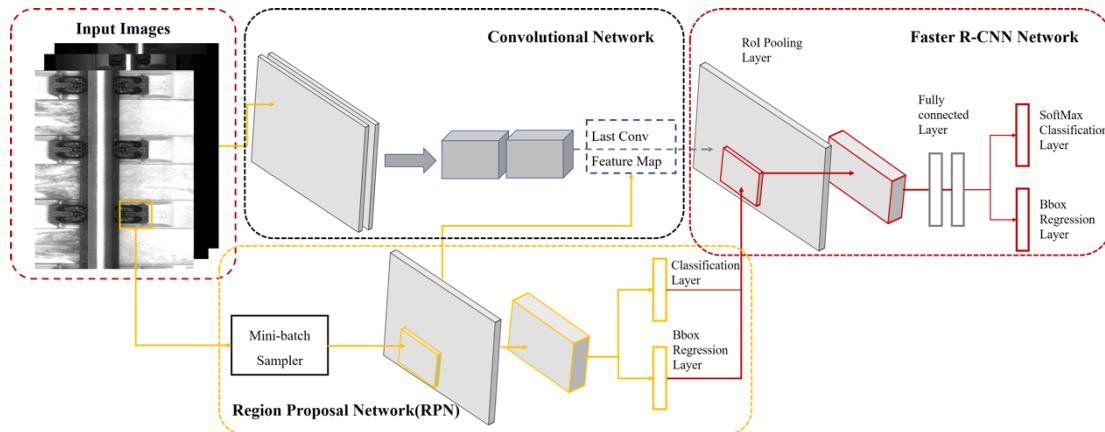 Input Images
Convolutional Network
Last Conv
Feature Map
Faster R-CNN Network
RoI Pooling
Layer
Fully
connected
Layer
SoftMax
Classification
Layer
Bbox
Regression
Layer
Classification
Layer
Bbox
Regression
Layer
Mini-batch
Sampler
Region Proposal Network(RPN)